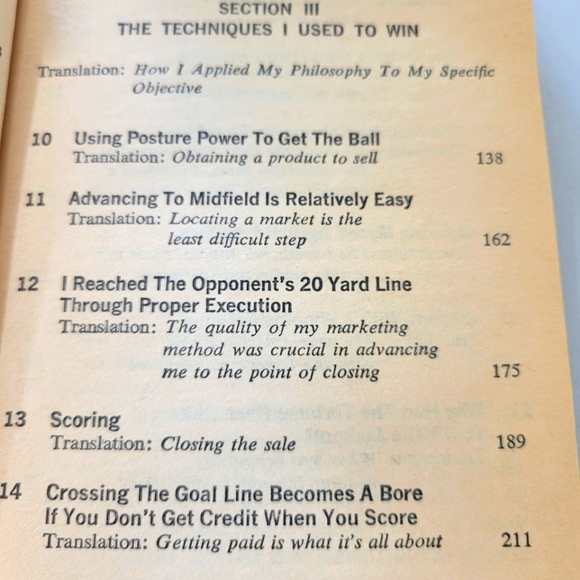 SECTION III
THE TECHNIQUES I USED TO WIN
Translation: How I Applied My Philosophy To My Specific
Objective
10 Using Posture Power To Get The Ball
Translation: Obtaining a product to sell 138
11 Advancing To Midfield Is Relatively Easy
Translation: Locating a market is the
least difficult step 162
12 I Reached The Opponent's 20 Yard Line
Through Proper Execution
Translation: The quality of my marketing
method was crucial in advancing
me to the point of closing 175
13 Scoring
Translation: Closing the sale 189
14 Crossing The Goal Line Becomes A Bore
If You Don't Get Credit When You Score
Translation: Getting paid is what it's all about 211